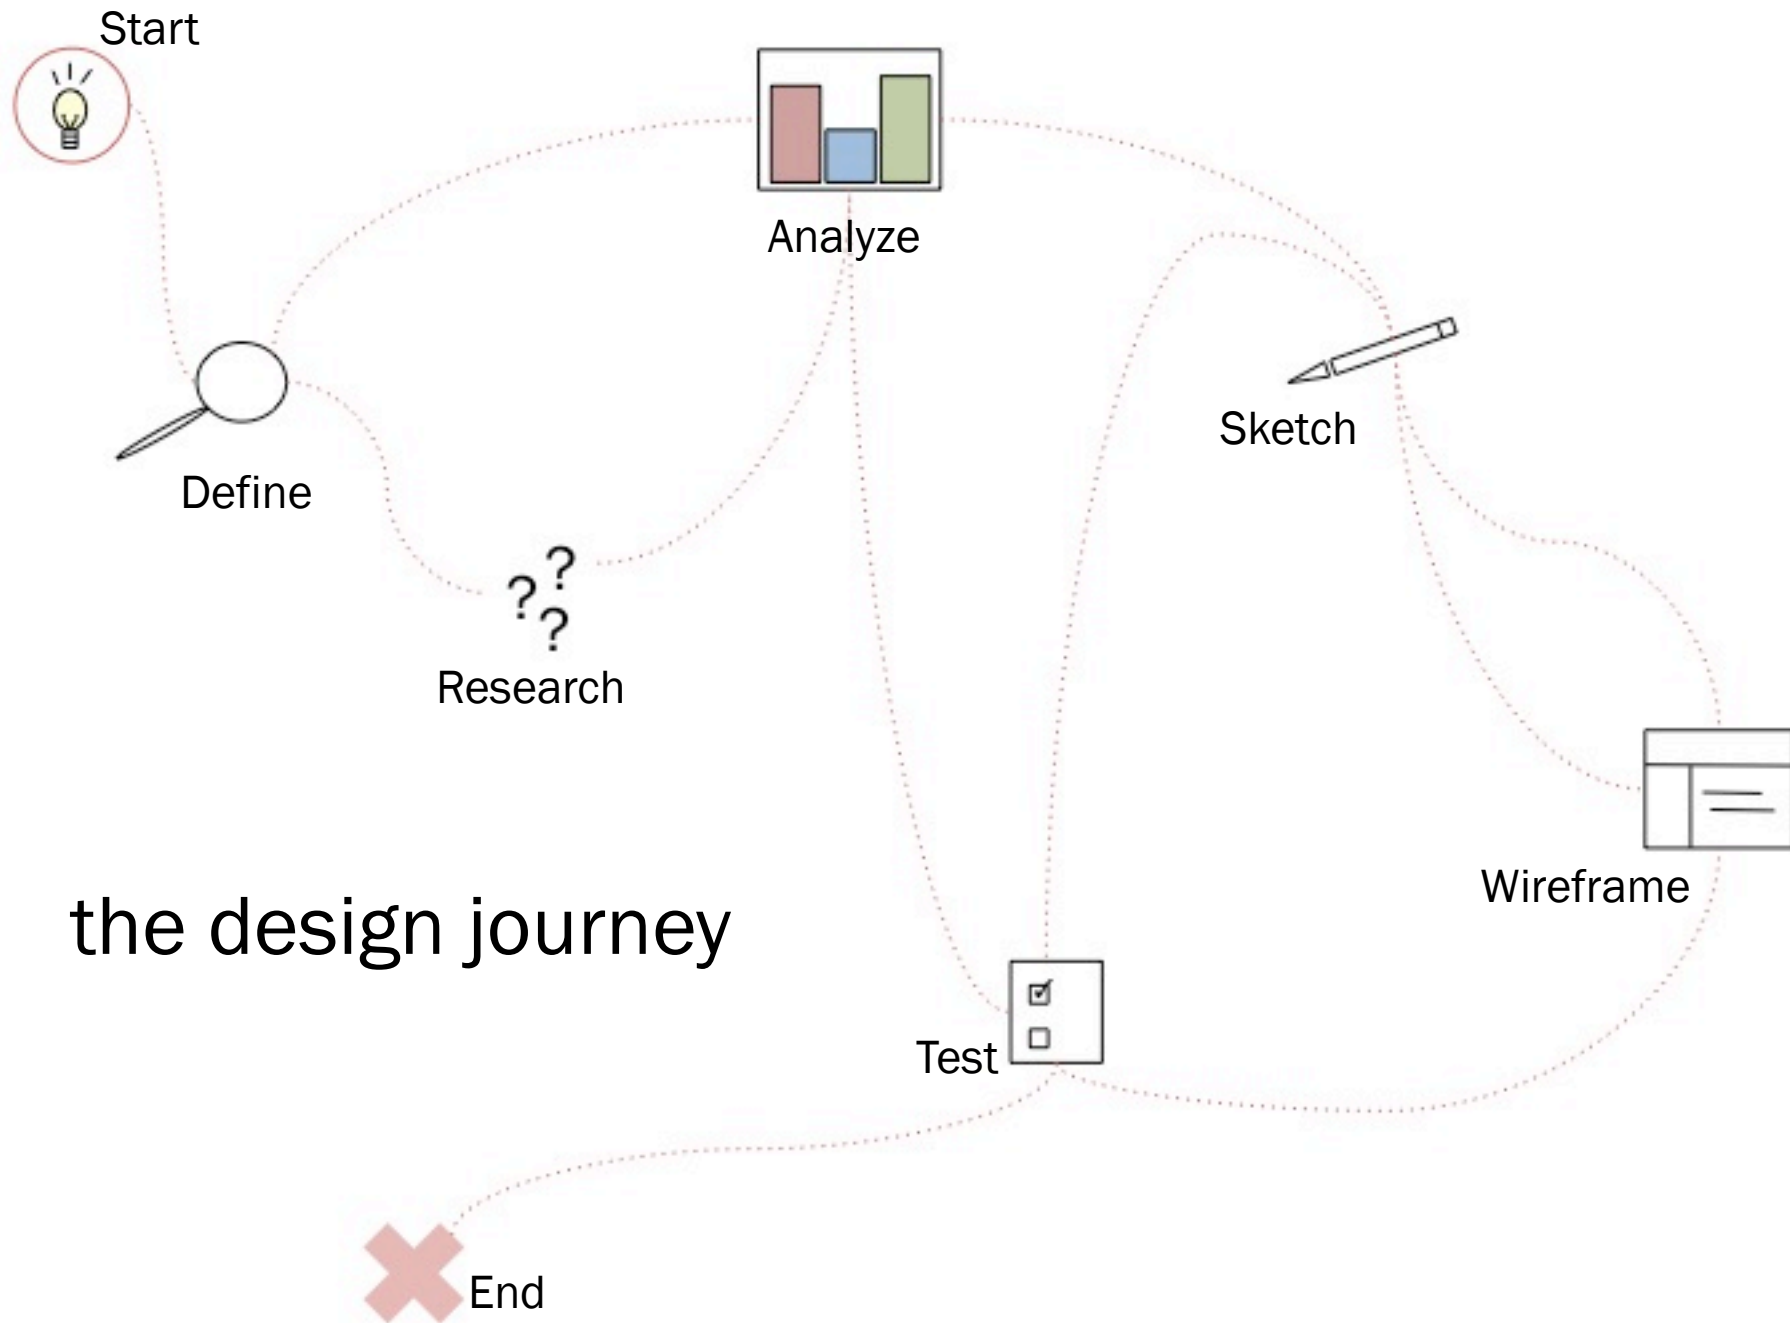 Start
Analyze
Sketch
Define
???
Research
Wireframe
the design journey
Test
End